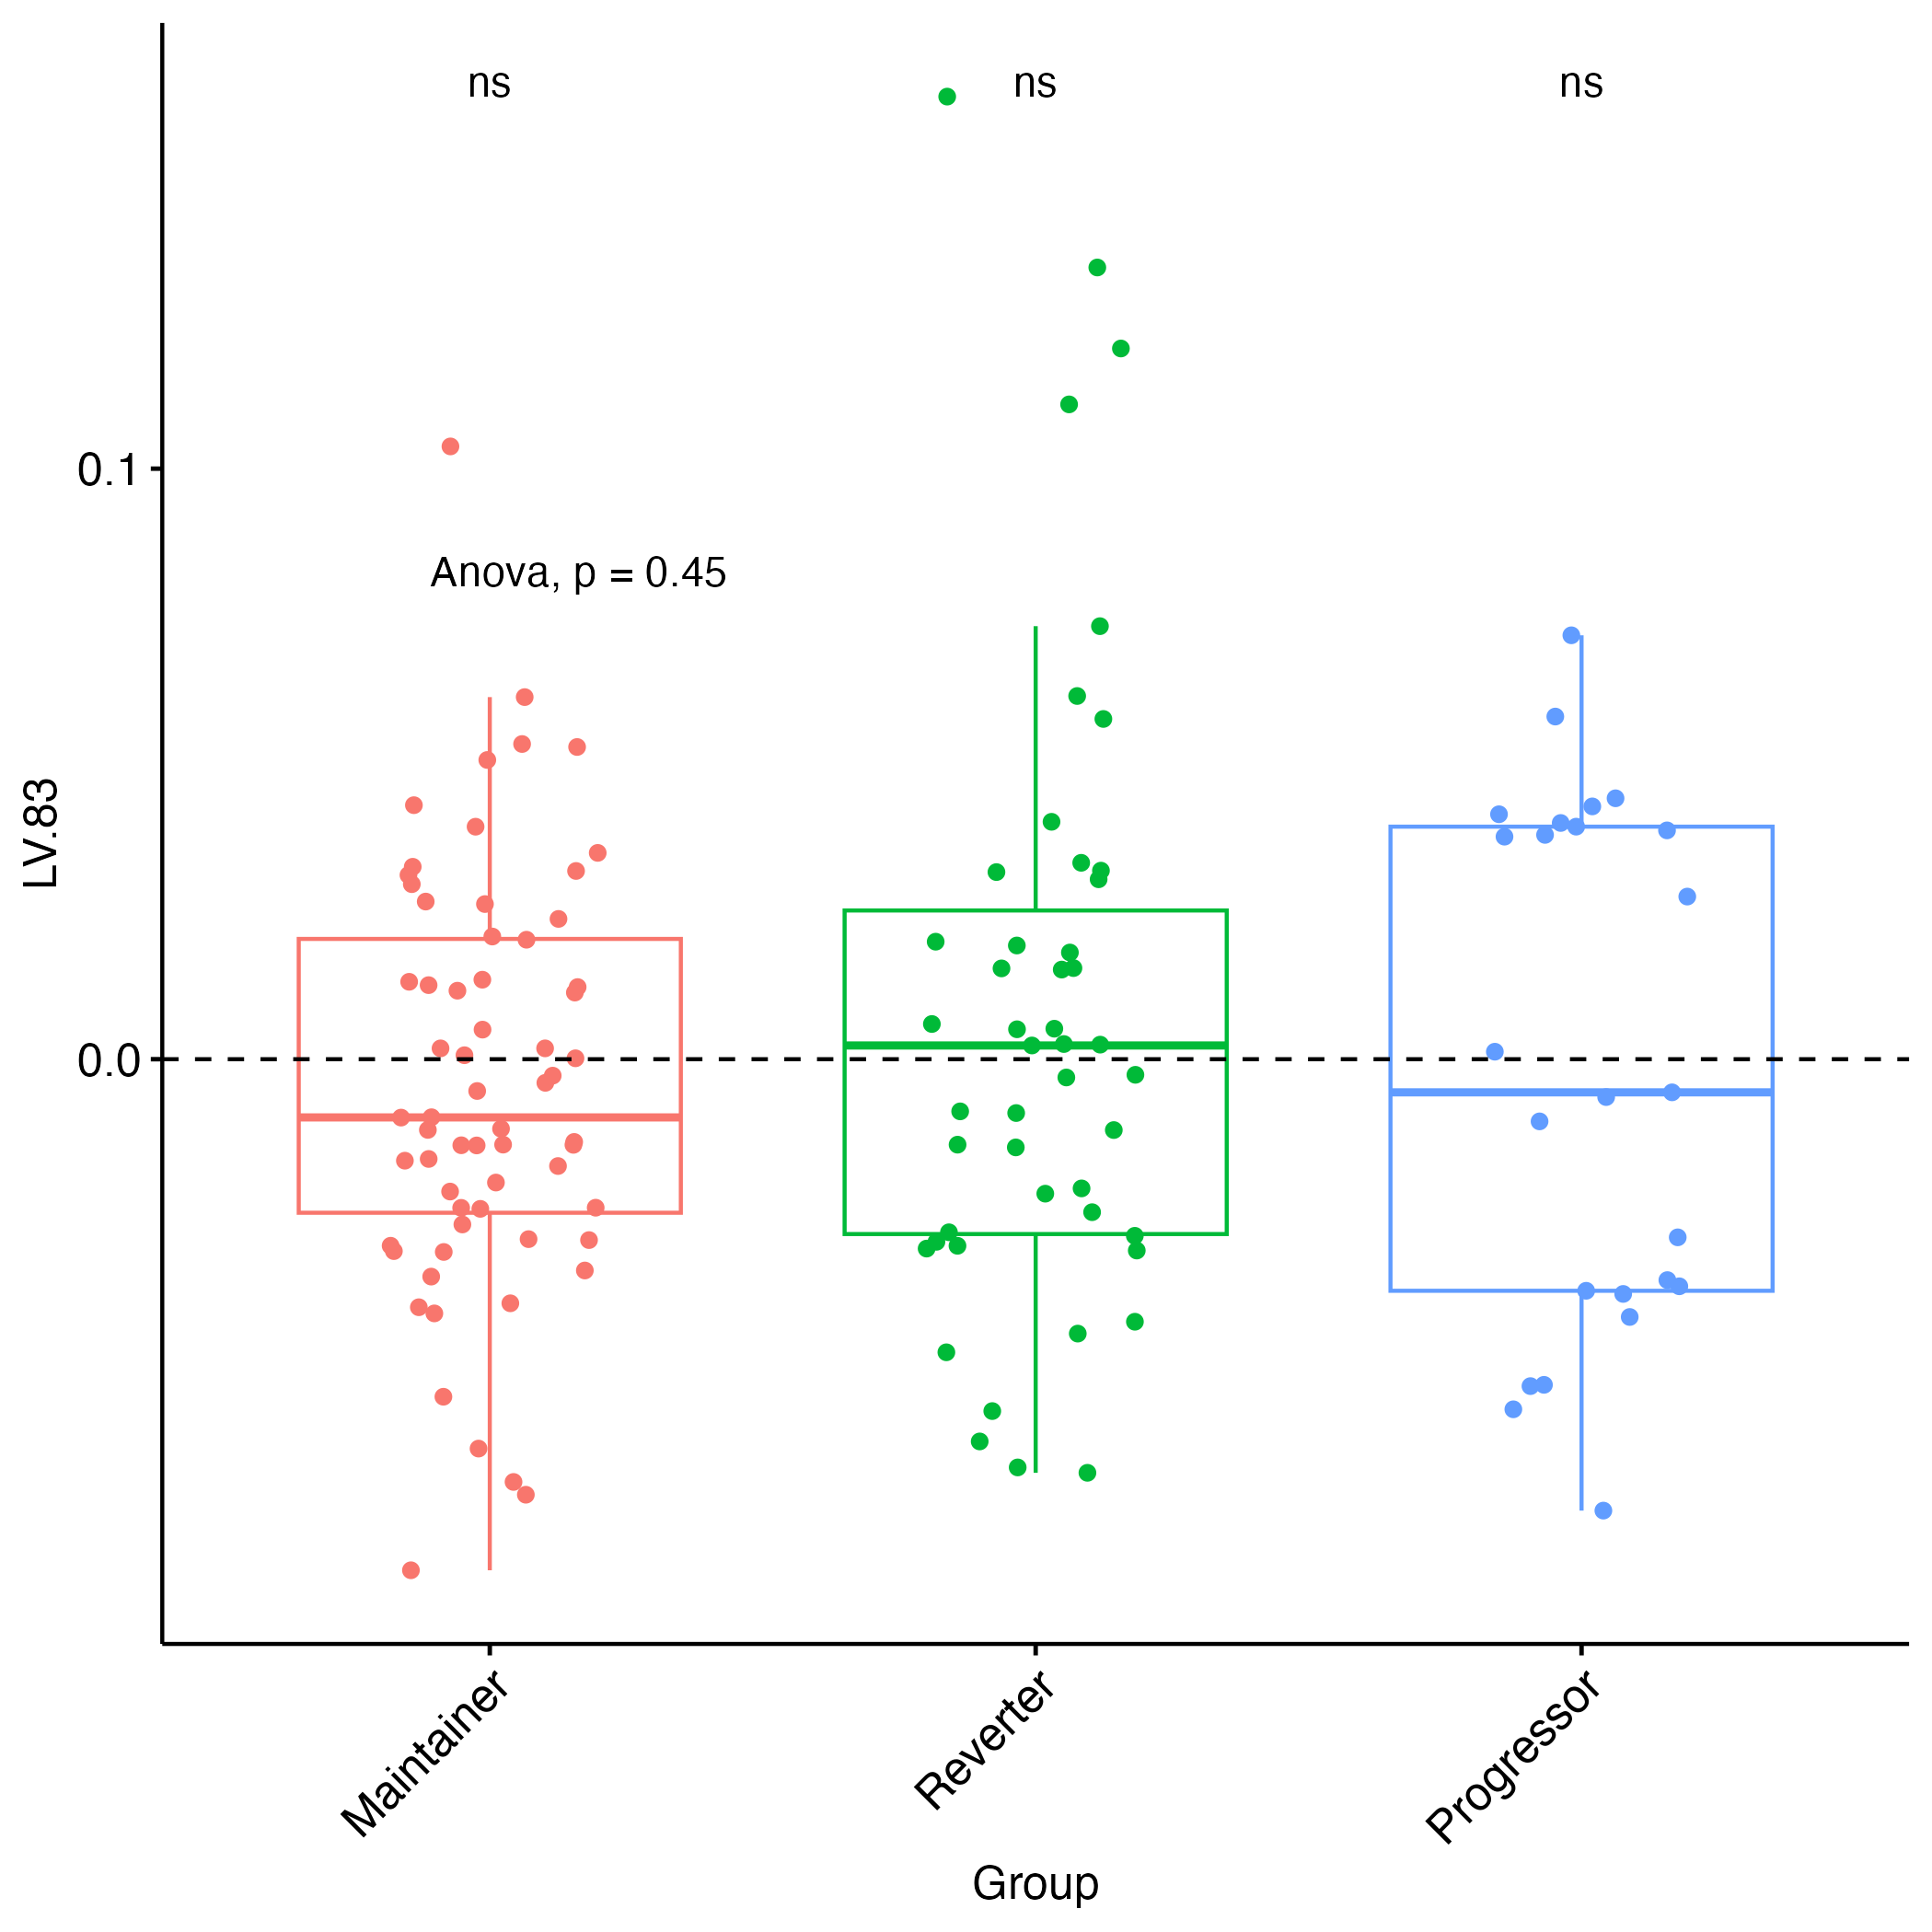 ns ns ns
0.1
Anova, p = 0.45
LV.83
0.0
Maintainer Reverter Progressor
Group